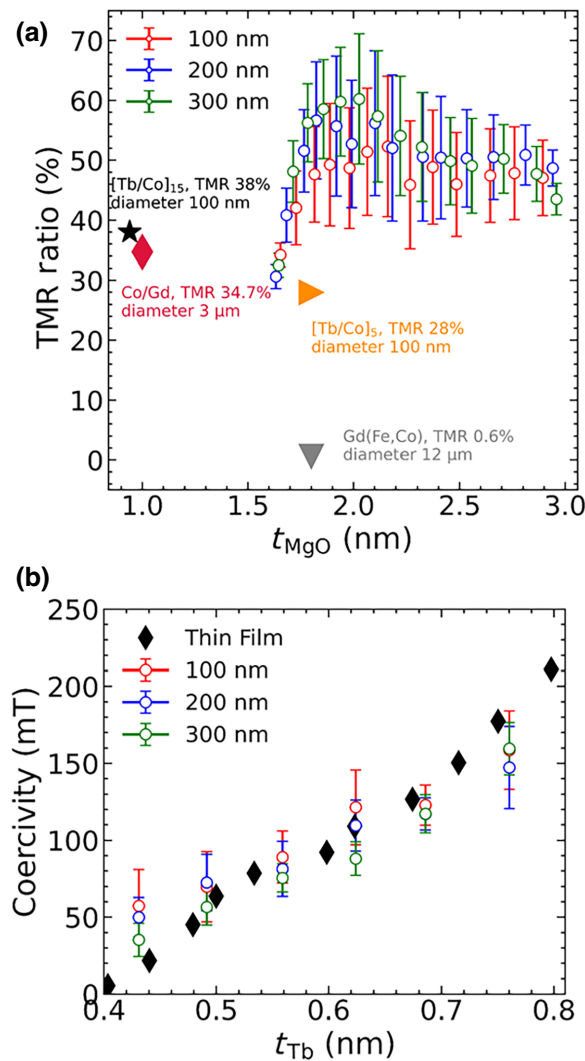 (a)
70
60
50
40
30
20
10
0
TMR ratio (%)
100 nm
200 nm
300 nm
[Tb/Co]₁₅, TMR 38%
diameter 100 nm
Co/Gd, TMR 34.7%
diameter 3 μm
[Tb/Co]₅, TMR 28%
diameter 100 nm
Gd(Fe,Co), TMR 0.6%
diameter 12 μm
1.0 1.5 2.0 2.5 3.0
t_MgO (nm)
(b)
250
200
150
100
50
0
Coercivity (mT)
Thin Film
100 nm
200 nm
300 nm
0.4 0.5 0.6 0.7 0.8
t_Tb (nm)